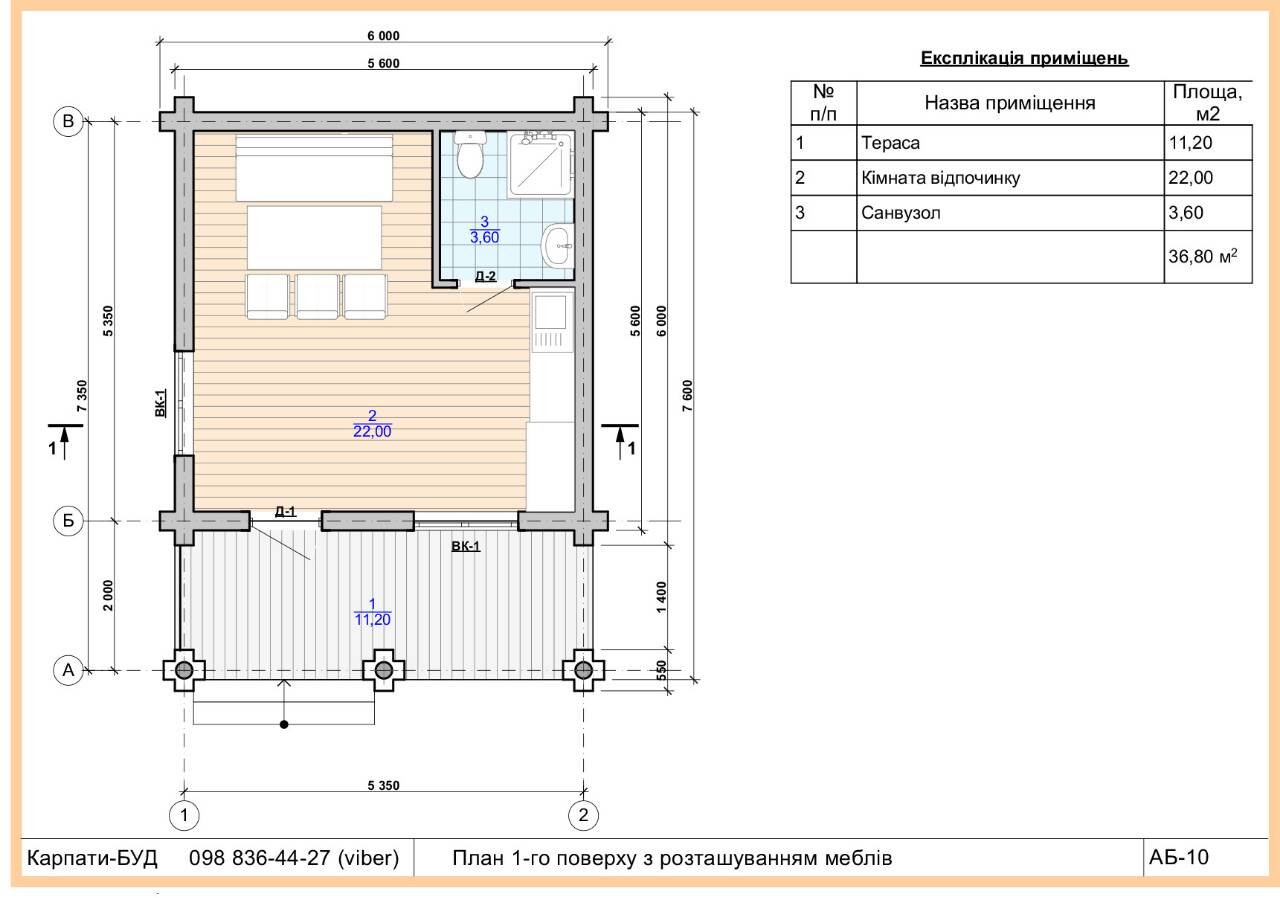 6 000
5 600
Експлікація приміщень
№ п/п
Назва приміщення
Площа, м2
1 Тераса 11,20
2 Кімната відпочинку 22,00
3 Санвузол 3,60
36,80 м²
В
3
3,60
Д-2
5 350
5 600
6 000
7 350
7 600
ВК-1
2
22,00
1
1
Д-1
Б
ВК-1
2 000
1 400
1
11,20
А
550
5 350
1
2
Карпати-БУД 098 836-44-27 (viber)
План 1-го поверху з розташуванням меблів
АБ-10